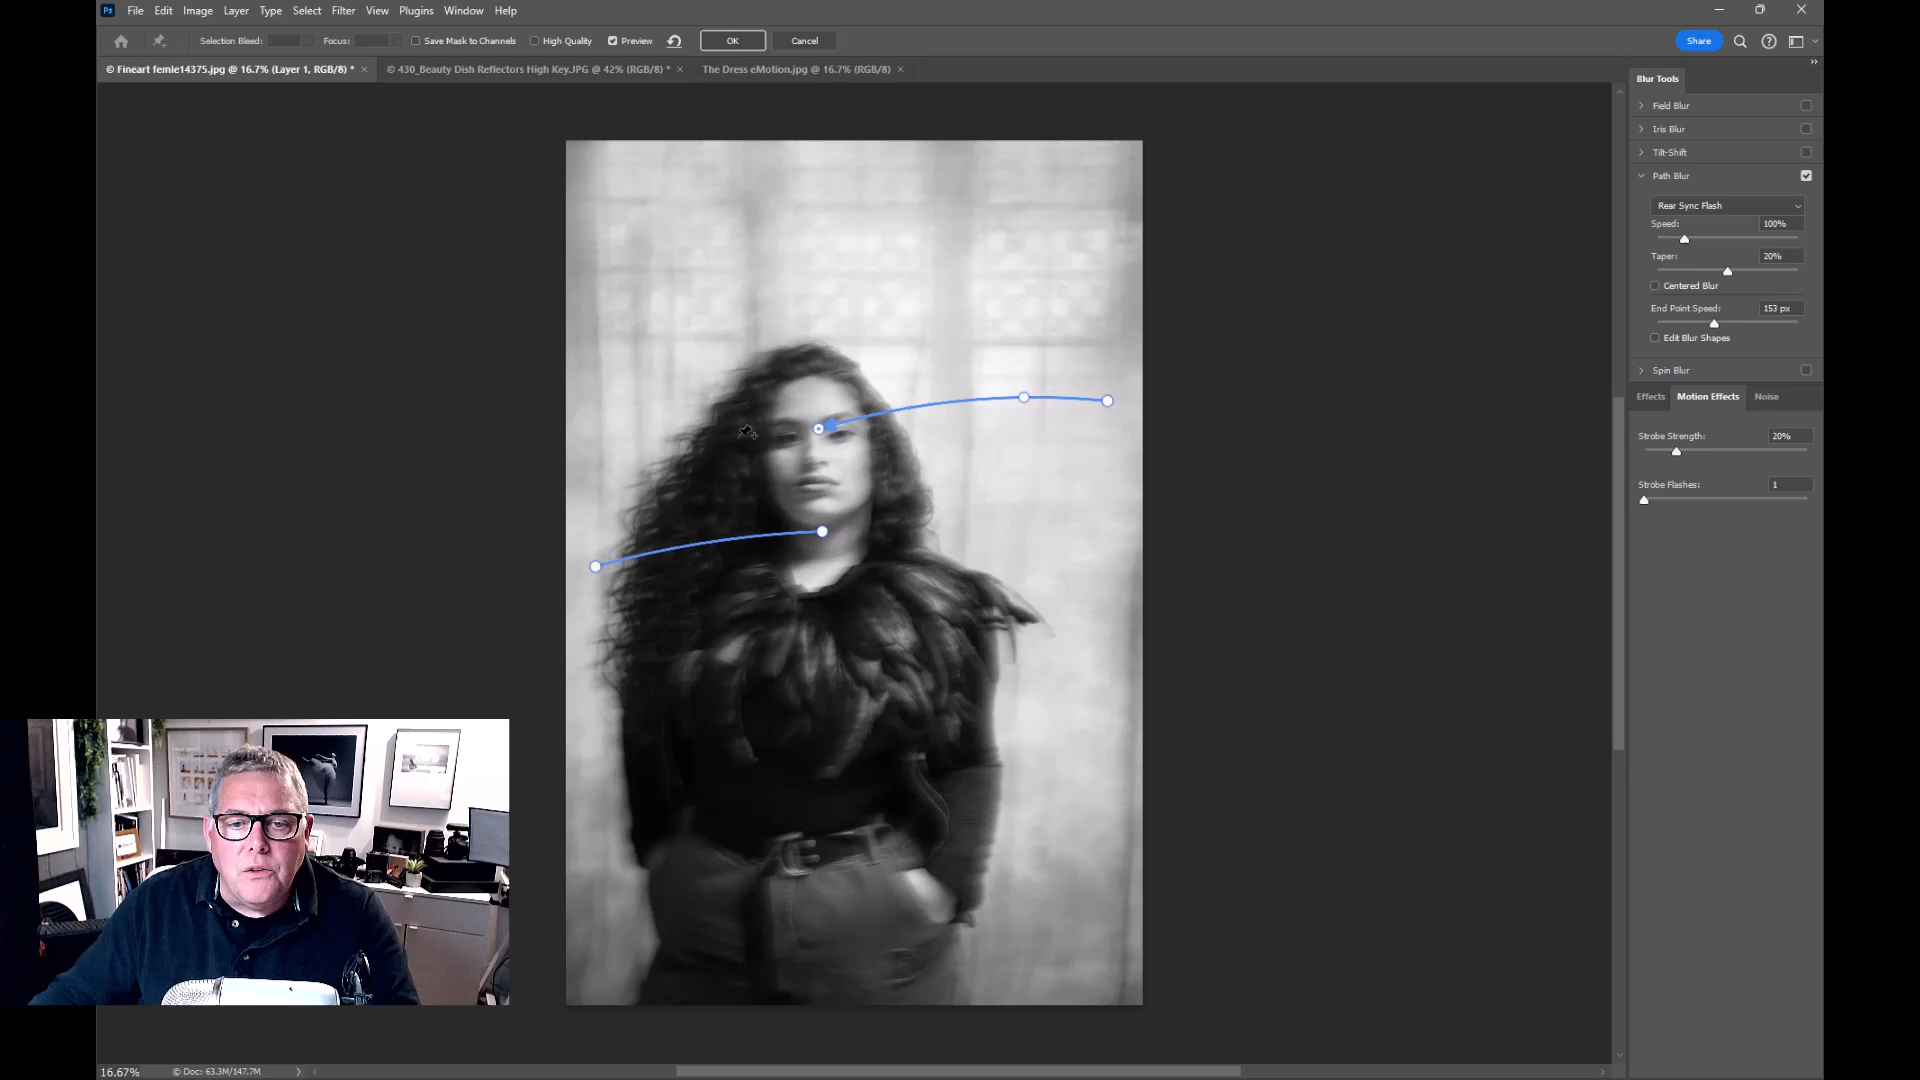 Ps File Edit Image Layer Type Select Filter View Plugins Window Help
Selection Bleed: Focus: Save Mask to Channels High Quality Preview OK Cancel Share
© Fineart femle14375.jpg @ 16.7% (Layer 1, RGB/8) * × © 430_Beauty Dish Reflectors High Key.JPG @ 42% (RGB/8) * × The Dress eMotion.jpg @ 16.7% (RGB/8) ×
Blur Tools
Field Blur
Iris Blur
Tilt-Shift
Path Blur
Rear Sync Flash
Speed: 100%
Taper: 20%
Centered Blur
End Point Speed: 153 px
Edit Blur Shapes
Spin Blur
Effects Motion Effects Noise
Strobe Strength: 20%
Strobe Flashes: 1
16.67% © Doc: 63.3M/147.7M